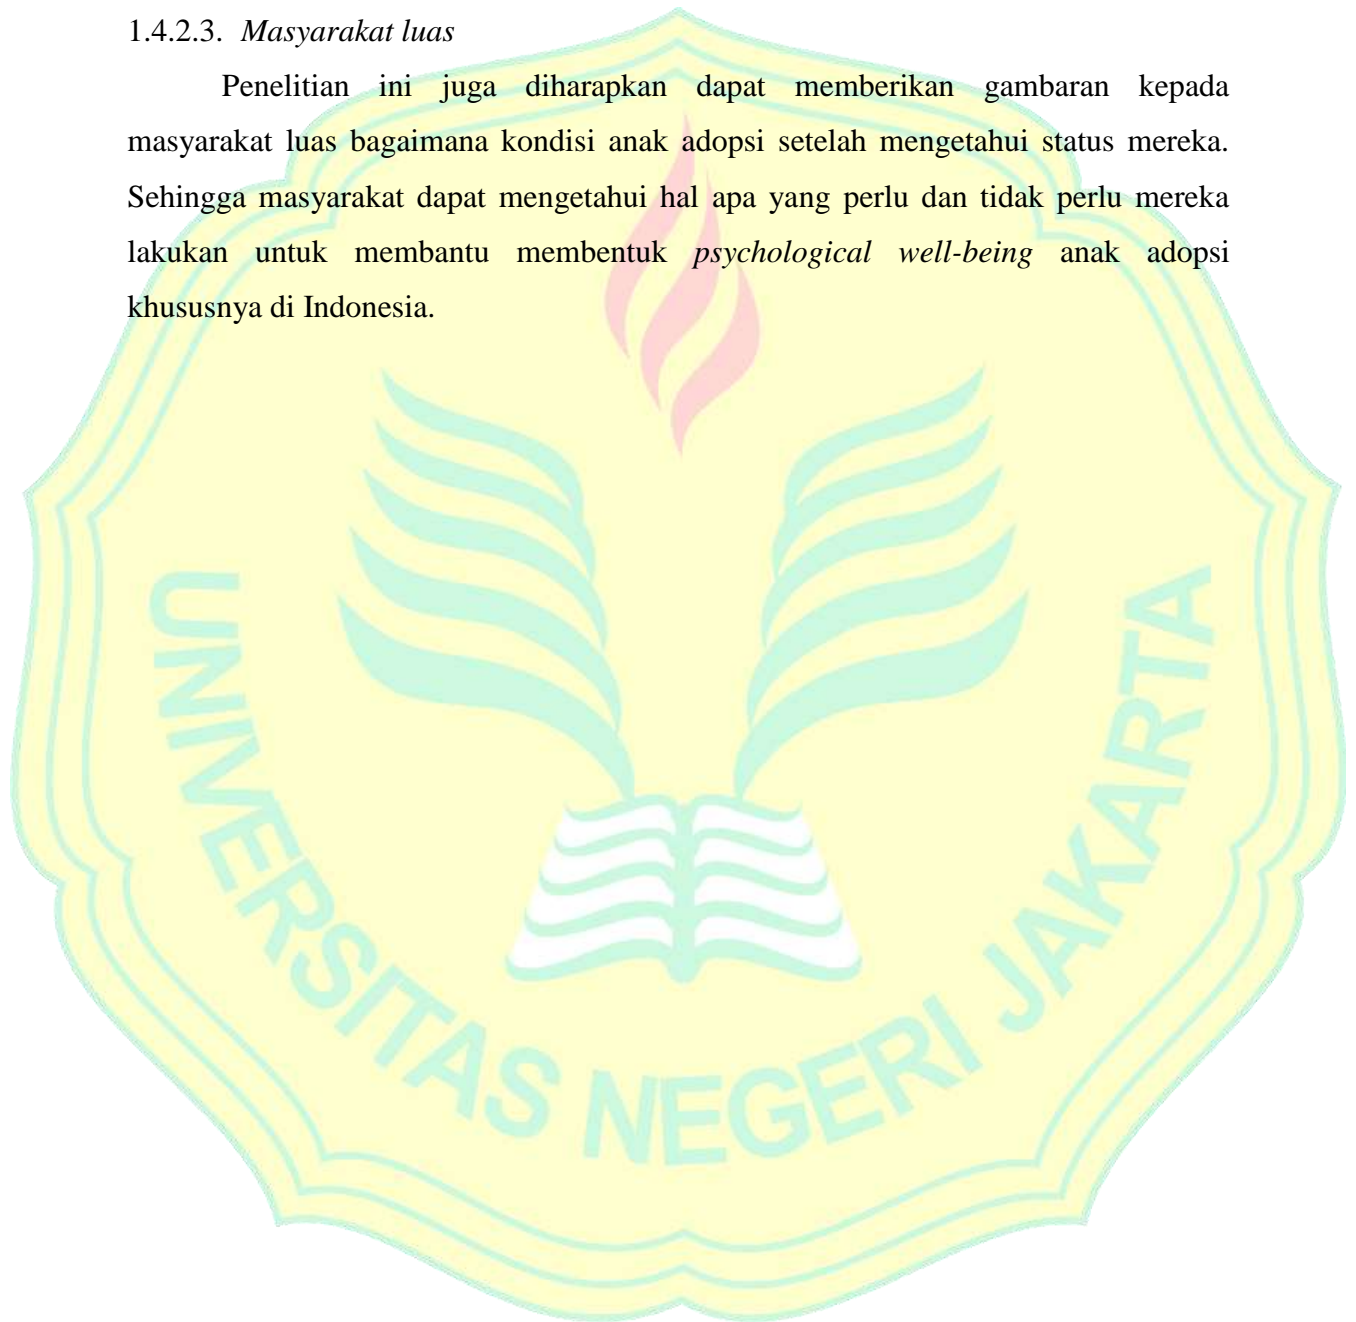 1.4.2.3. Masyarakat luas
Penelitian ini juga diharapkan dapat memberikan gambaran kepada
masyarakat luas bagaimana kondisi anak adopsi setelah mengetahui status mereka.
Sehingga masyarakat dapat mengetahui hal apa yang perlu dan tidak perlu mereka
lakukan untuk membantu membentuk psychological well-being anak adopsi
khususnya di Indonesia.
UNIVERSITAS NEGERI JAKARTA